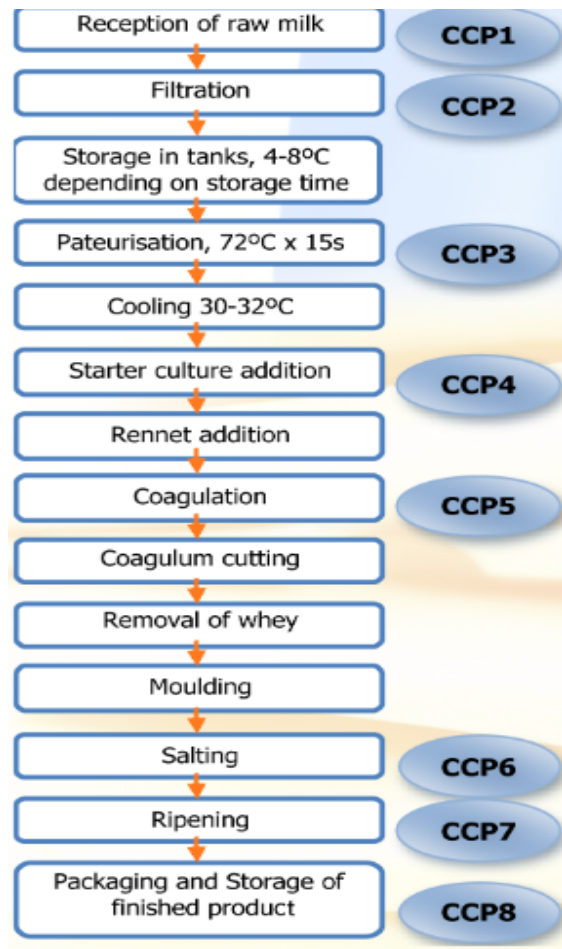 Reception of raw milk
CCP1
Filtration
CCP2
Storage in tanks, 4-8ºC
depending on storage time
Pateurisation, 72ºC x 15s
CCP3
Cooling 30-32ºC
Starter culture addition
CCP4
Rennet addition
Coagulation
CCP5
Coagulum cutting
Removal of whey
Moulding
Salting
CCP6
Ripening
CCP7
Packaging and Storage of
finished product
CCP8